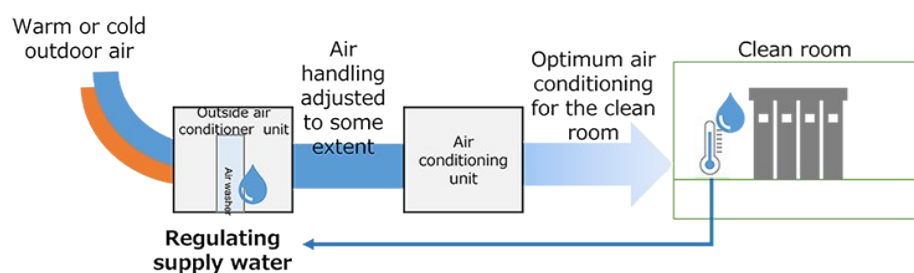 Warm or cold
outdoor air
Outside air
conditioner unit
Air washer
Regulating
supply water
Air
handling
adjusted
to some
extent
Air
conditioning
unit
Optimum air
conditioning
for the clean
room
Clean room